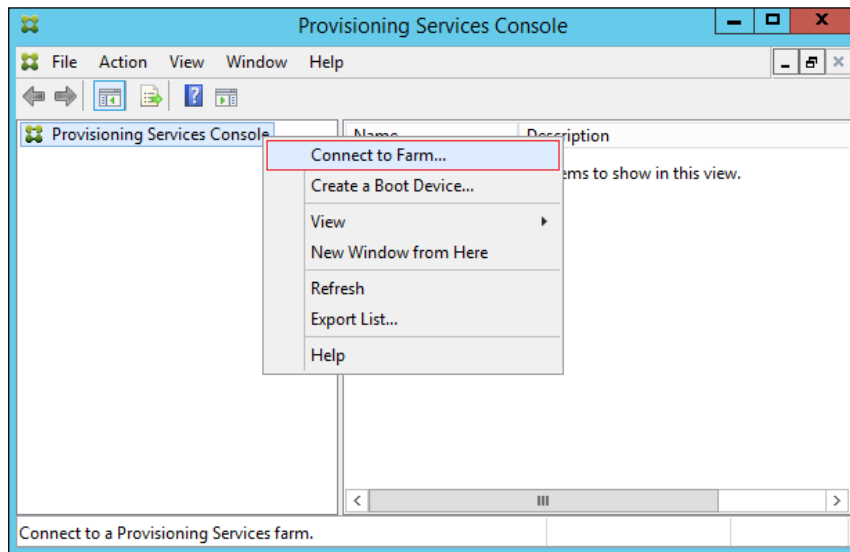 Provisioning Services Console
File Action View Window Help
Provisioning Services Console
Name Description
Connect to Farm...
ems to show in this view.
Create a Boot Device...
View
New Window from Here
Refresh
Export List...
Help
Connect to a Provisioning Services farm.